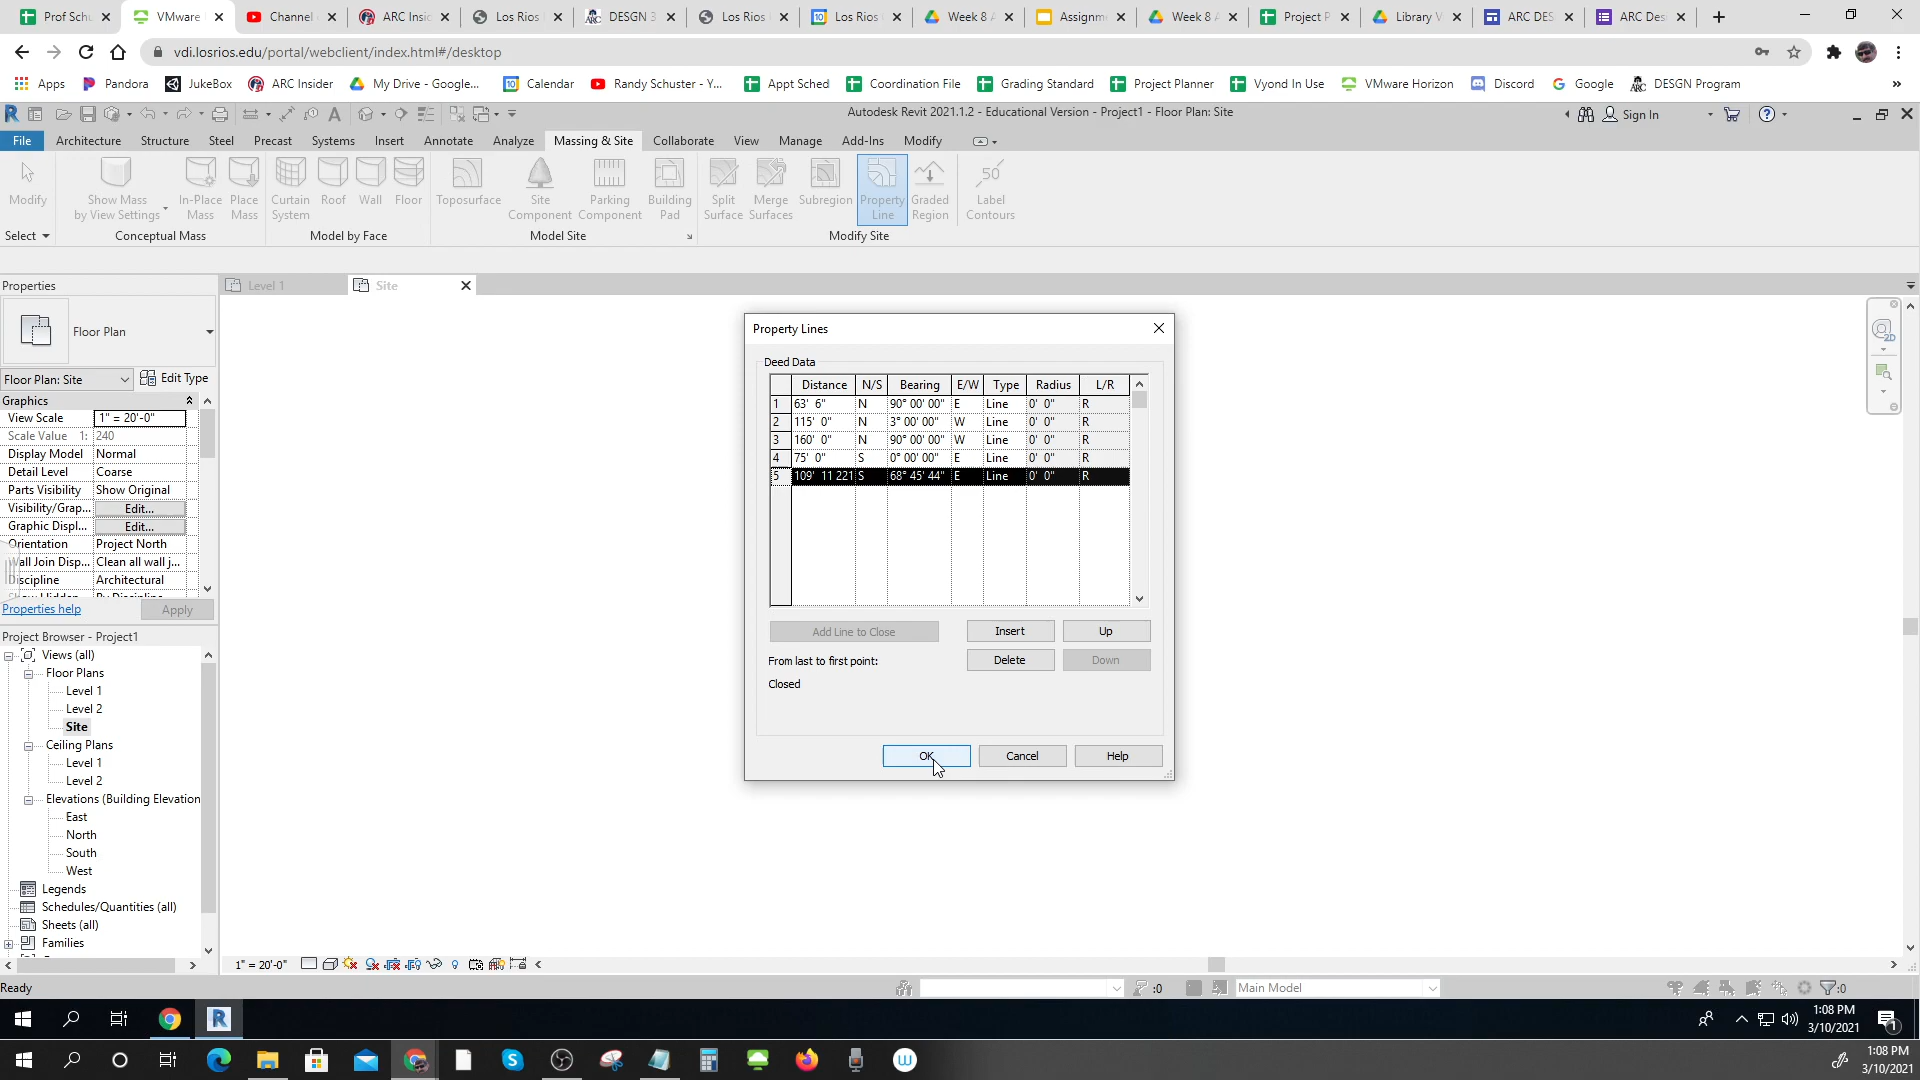 Prof Schu
VMware
Channel
ARC Insi
Los Rios
DESGN 3
Los Rios
Los Rios
Week 8 A
Assignm
Week 8 A
Project P
Library V
ARC DES
ARC Des
vdi.losrios.edu/portal/webclient/index.html#/desktop
Apps
Pandora
JukeBox
ARC Insider
My Drive - Google...
Calendar
Randy Schuster - Y...
Appt Sched
Coordination File
Grading Standard
Project Planner
Vyond In Use
VMware Horizon
Discord
Google
DESGN Program
Autodesk Revit 2021.1.2 - Educational Version - Project1 - Floor Plan: Site
Sign In
File
Architecture
Structure
Steel
Precast
Systems
Insert
Annotate
Analyze
Massing & Site
Collaborate
View
Manage
Add-Ins
Modify
Modify
Show Mass
by View Settings
In-Place
Mass
Place
Mass
Curtain
System
Roof
Wall
Floor
Toposurface
Site
Component
Parking
Component
Building
Pad
Split
Surface
Merge
Surfaces
Subregion
Property
Line
Graded
Region
50
Label
Contours
Select
Conceptual Mass
Model by Face
Model Site
Modify Site
Properties
Level 1
Site
Floor Plan
Floor Plan: Site
Edit Type
Graphics
View Scale 1" = 20'-0"
Scale Value 1: 240
Display Model Normal
Detail Level Coarse
Parts Visibility Show Original
Visibility/Grap... Edit...
Graphic Displ... Edit...
Orientation Project North
Wall Join Disp... Clean all wall j...
Discipline Architectural
Properties help
Apply
Property Lines
Deed Data
Distance N/S Bearing E/W Type Radius L/R
1 63' 6" N 90° 00' 00" E Line 0' 0" R
2 115' 0" N 3° 00' 00" W Line 0' 0" R
3 160' 0" N 90° 00' 00" W Line 0' 0" R
4 75' 0" S 0° 00' 00" E Line 0' 0" R
5 109' 11 221 S 68° 45' 44" E Line 0' 0" R
Add Line to Close
Insert
Up
From last to first point:
Delete
Down
Closed
OK
Cancel
Help
Project Browser - Project1
Views (all)
Floor Plans
Level 1
Level 2
Site
Ceiling Plans
Level 1
Level 2
Elevations (Building Elevation
East
North
South
West
Legends
Schedules/Quantities (all)
Sheets (all)
Families
1" = 20'-0"
Ready
:0
Main Model
:0
1:08 PM
3/10/2021
1:08 PM
3/10/2021